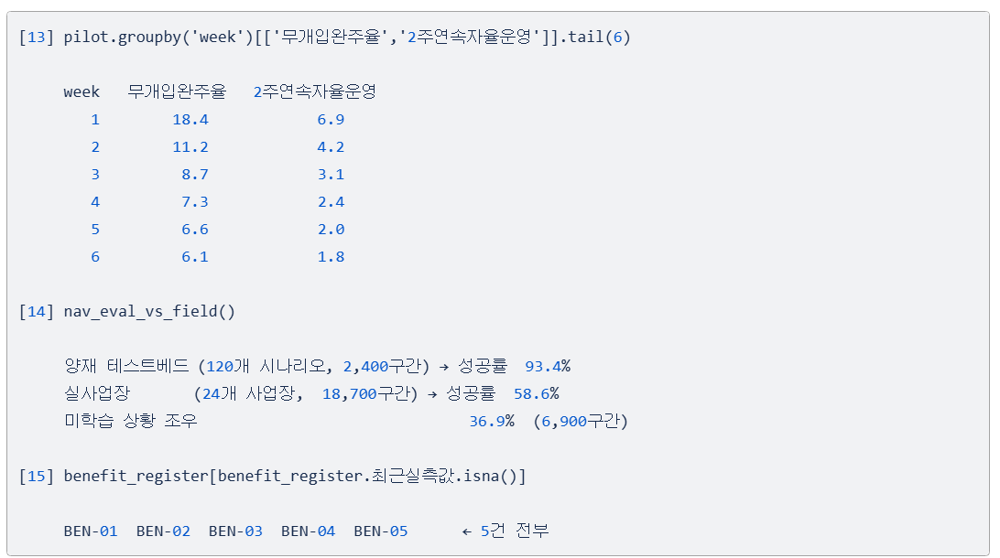 [13] pilot.groupby('week')[['무개입완주율','2주연속자율운영']].tail(6)
week 무개입완주율 2주연속자율운영
1 18.4 6.9
2 11.2 4.2
3 8.7 3.1
4 7.3 2.4
5 6.6 2.0
6 6.1 1.8
[14] nav_eval_vs_field()
양재 테스트베드 (120개 시나리오, 2,400구간) → 성공률 93.4%
실사업장 (24개 사업장, 18,700구간) → 성공률 58.6%
미학습 상황 조우 36.9% (6,900구간)
[15] benefit_register[benefit_register.최근실측값.isna()]
BEN-01 BEN-02 BEN-03 BEN-04 BEN-05 ← 5건 전부